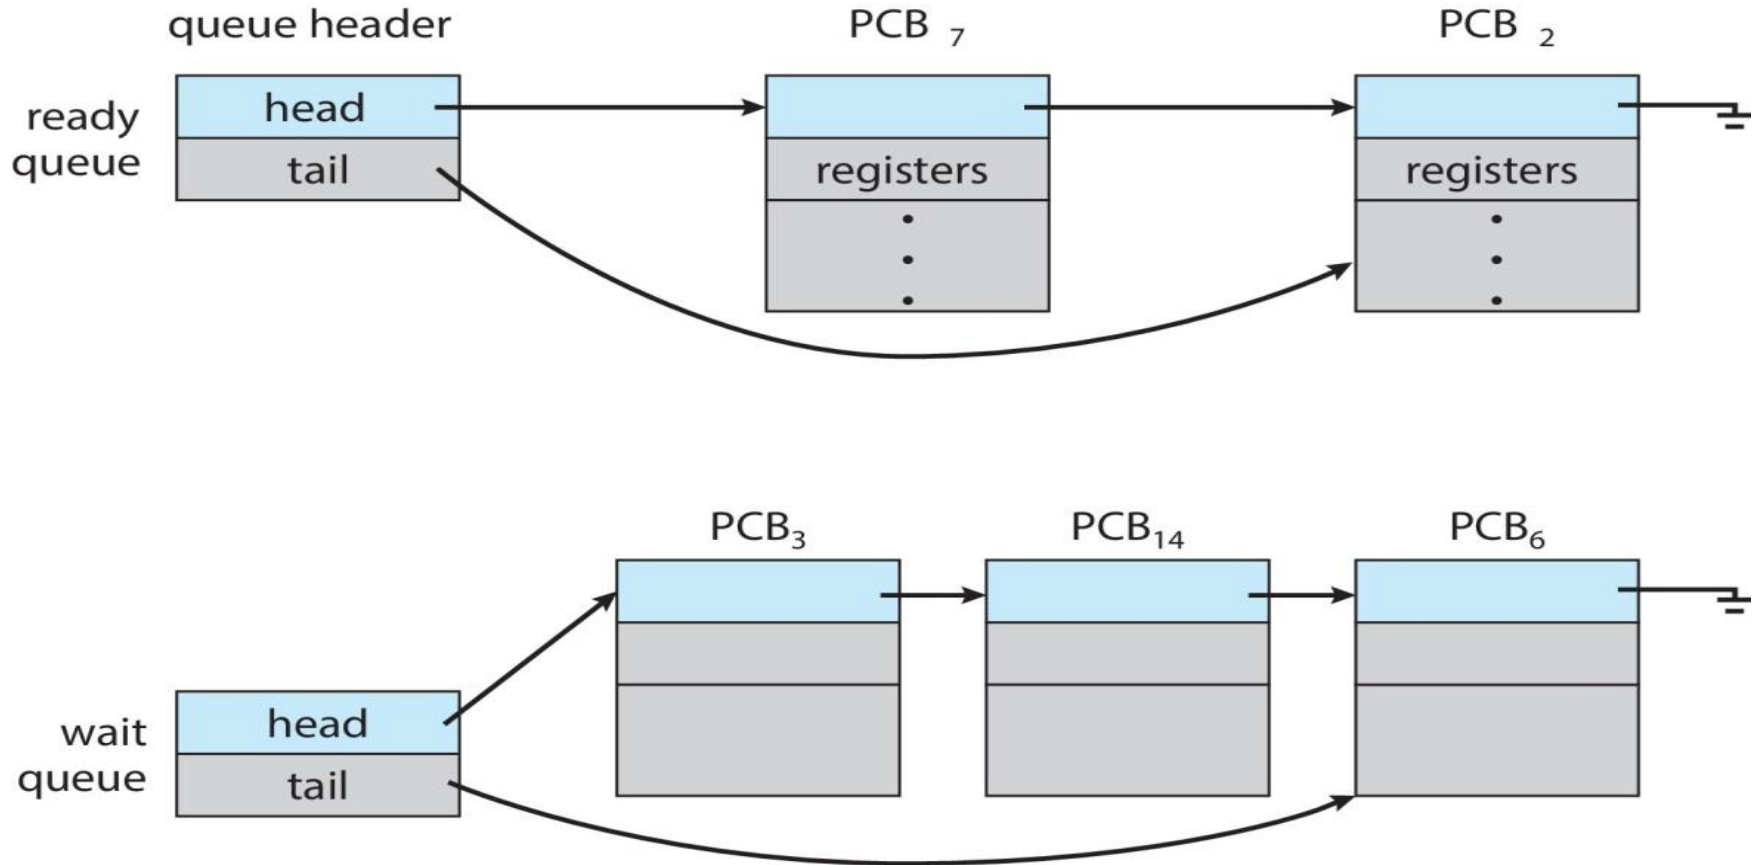 queue header
PCB 7
PCB 2
ready
queue
head
tail
registers
registers
PCB3
PCB14
PCB6
wait
queue
head
tail